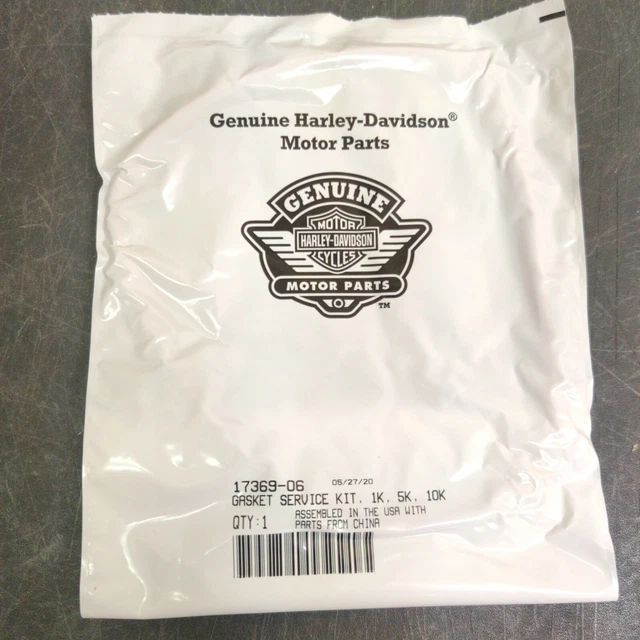 Genuine Harley-Davidson®
Motor Parts
GENUINE
MOTOR
HARLEY-DAVIDSON
CYCLES
MOTOR PARTS
TM
17369-06 05/27/20
GASKET SERVICE KIT, 1K, 5K, 10K
QTY:1 ASSEMBLED IN THE USA WITH
PARTS FROM CHINA